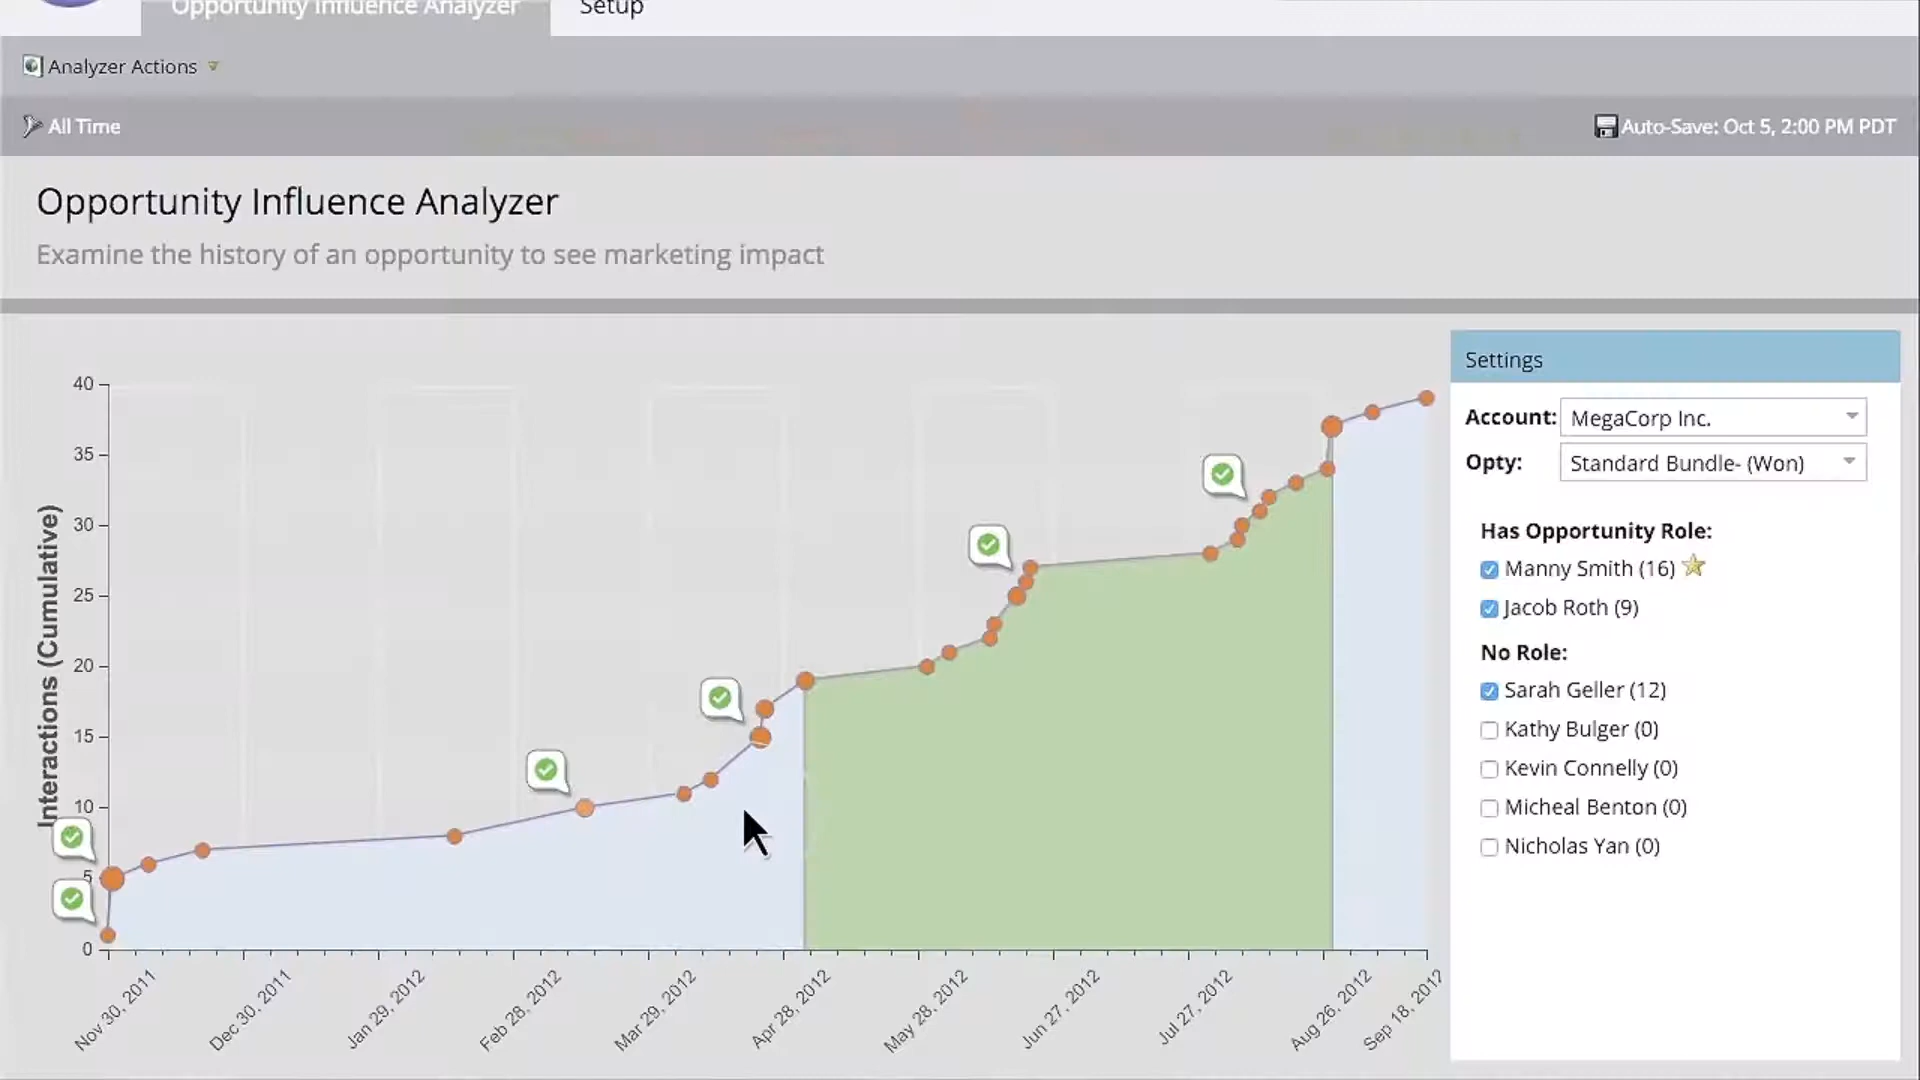 Opportunity Influence Analyzer
Setup
Analyzer Actions
All Time
Auto-Save: Oct 5, 2:00 PM PDT
Opportunity Influence Analyzer
Examine the history of an opportunity to see marketing impact
Interactions (Cumulative)
40
35
30
25
20
15
10
5
0
Nov 30, 2011
Dec 30, 2011
Jan 29, 2012
Feb 28, 2012
Mar 29, 2012
Apr 28, 2012
May 28, 2012
Jun 27, 2012
Jul 27, 2012
Aug 26, 2012
Sep 18, 2012
Settings
Account: MegaCorp Inc.
Opty: Standard Bundle- (Won)
Has Opportunity Role:
Manny Smith (16)
Jacob Roth (9)
No Role:
Sarah Geller (12)
Kathy Bulger (0)
Kevin Connelly (0)
Micheal Benton (0)
Nicholas Yan (0)